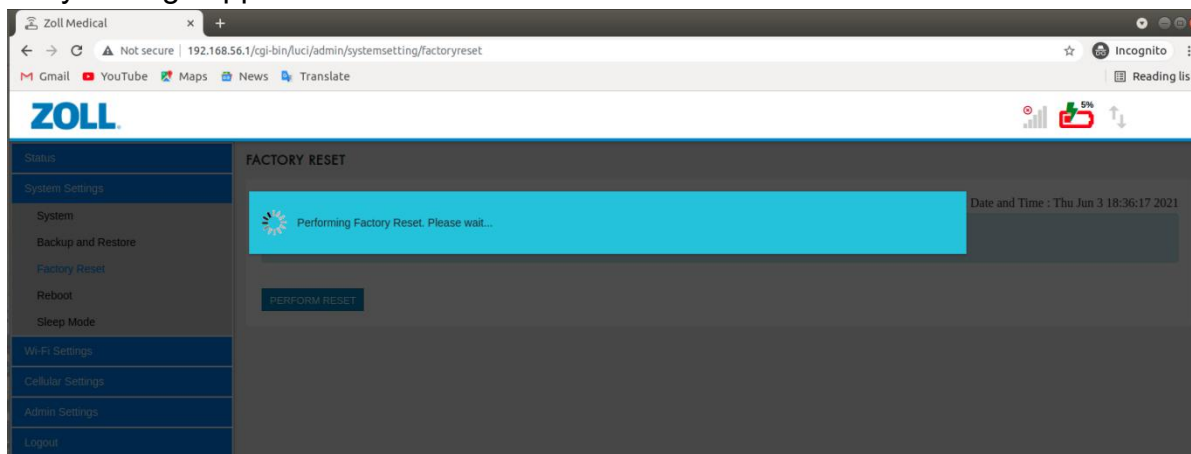 Zoll Medical
Not secure | 192.168.56.1/cgi-bin/luci/admin/systemsetting/factoryreset
Incognito
Gmail YouTube Maps News Translate
Reading lis
ZOLL
5%
Status
FACTORY RESET
System Settings
System
Date and Time : Thu Jun 3 18:36:17 2021
Performing Factory Reset. Please wait...
Backup and Restore
Factory Reset
Reboot
PERFORM RESET
Sleep Mode
Wi-Fi Settings
Cellular Settings
Admin Settings
Logout